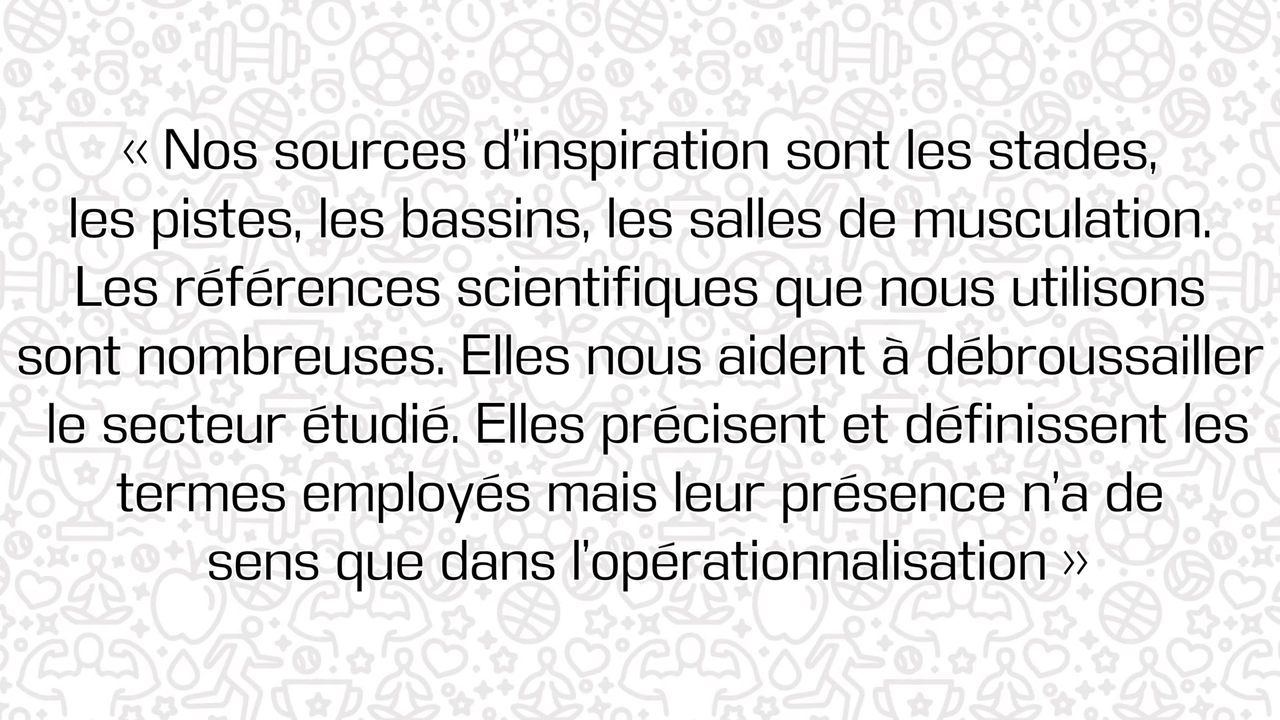 « Nos sources d’inspiration sont les stades,
les pistes, les bassins, les salles de musculation.
Les références scientifiques que nous utilisons
sont nombreuses. Elles nous aident à débroussailler
le secteur étudié. Elles précisent et définissent les
termes employés mais leur présence n’a de
sens que dans l’opérationnalisation »